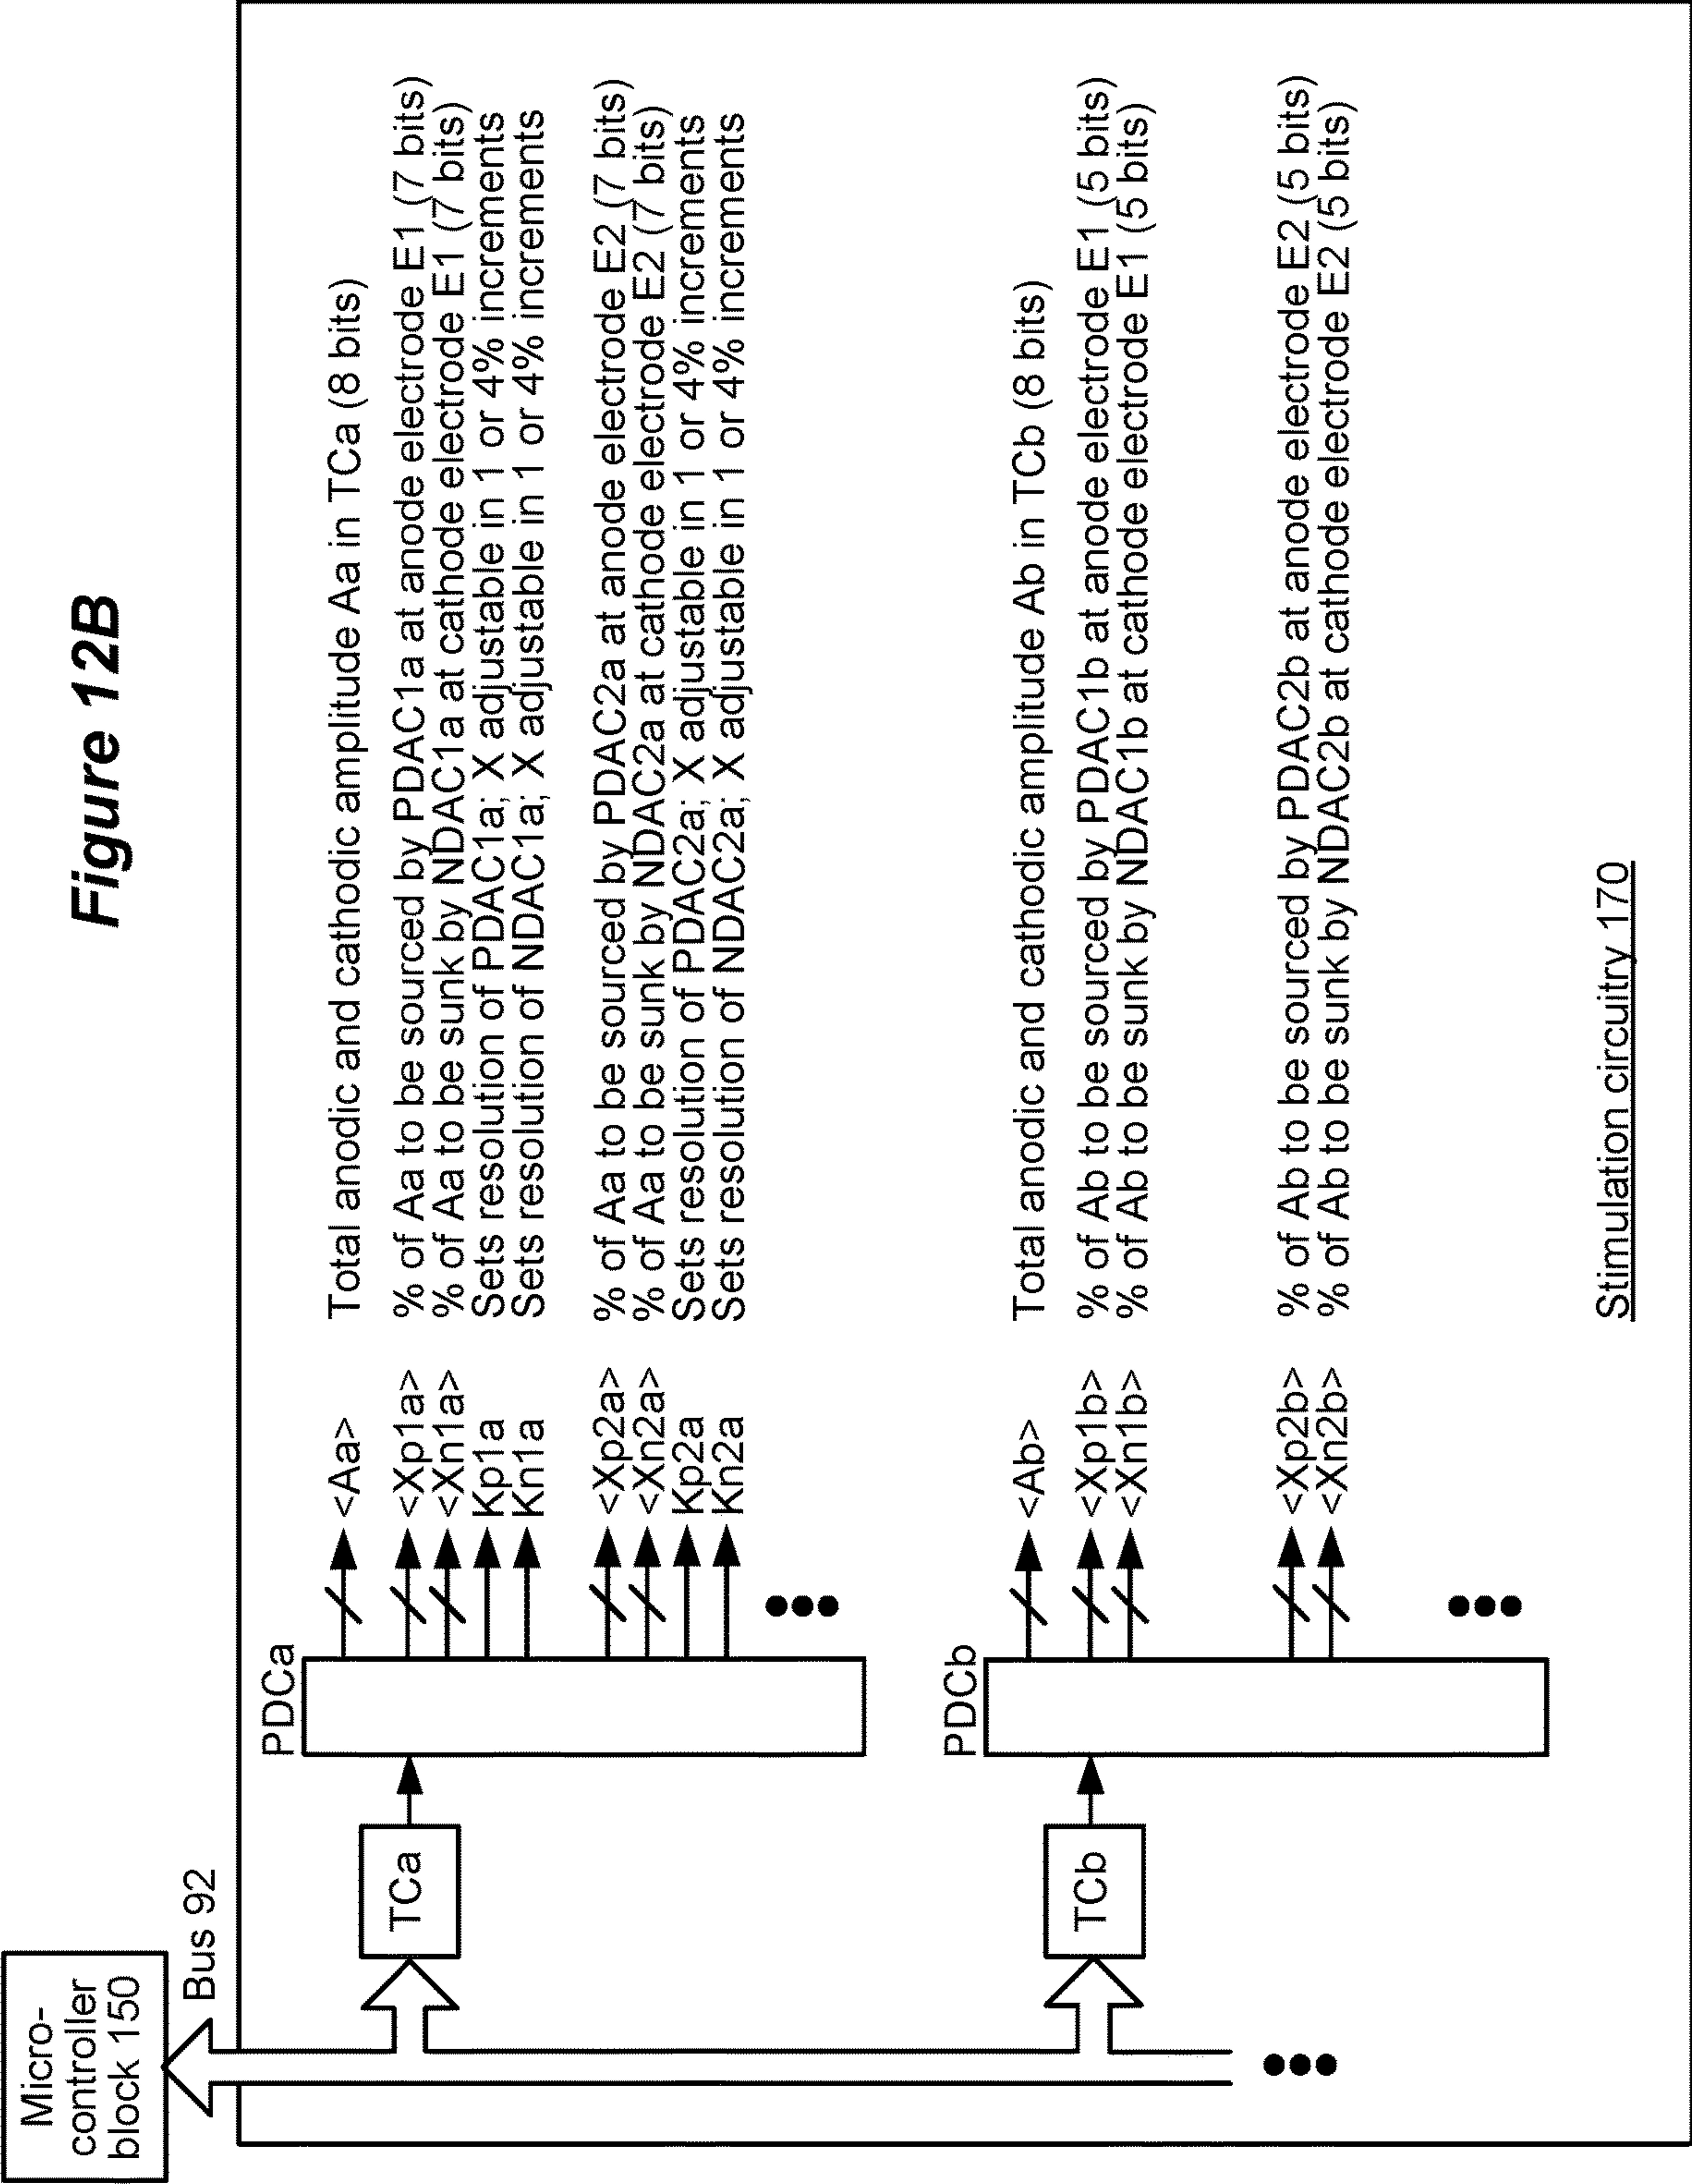 Figure 12B
Micro-
controller
block 150
Bus 92
TCa
PDCa
<Aa> Total anodic and cathodic amplitude Aa in TCa (8 bits)
<Xp1a> % of Aa to be sourced by PDAC1a at anode electrode E1 (7 bits)
<Xn1a> % of Aa to be sunk by NDAC1a at cathode electrode E1 (7 bits)
Kp1a Sets resolution of PDAC1a; X adjustable in 1 or 4% increments
Kn1a Sets resolution of NDAC1a; X adjustable in 1 or 4% increments
<Xp2a> % of Aa to be sourced by PDAC2a at anode electrode E2 (7 bits)
<Xn2a> % of Aa to be sunk by NDAC2a at cathode electrode E2 (7 bits)
Kp2a Sets resolution of PDAC2a; X adjustable in 1 or 4% increments
Kn2a Sets resolution of NDAC2a; X adjustable in 1 or 4% increments
TCb
PDCb
<Ab> Total anodic and cathodic amplitude Ab in TCb (8 bits)
<Xp1b> % of Ab to be sourced by PDAC1b at anode electrode E1 (5 bits)
<Xn1b> % of Ab to be sunk by NDAC1b at cathode electrode E1 (5 bits)
<Xp2b> % of Ab to be sourced by PDAC2b at anode electrode E2 (5 bits)
<Xn2b> % of Ab to be sunk by NDAC2b at cathode electrode E2 (5 bits)
Stimulation circuitry 170